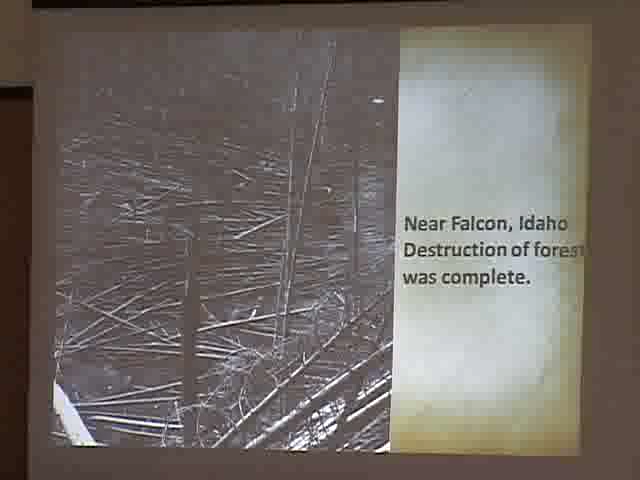 Near Falcon, Idaho
Destruction of forest
was complete.